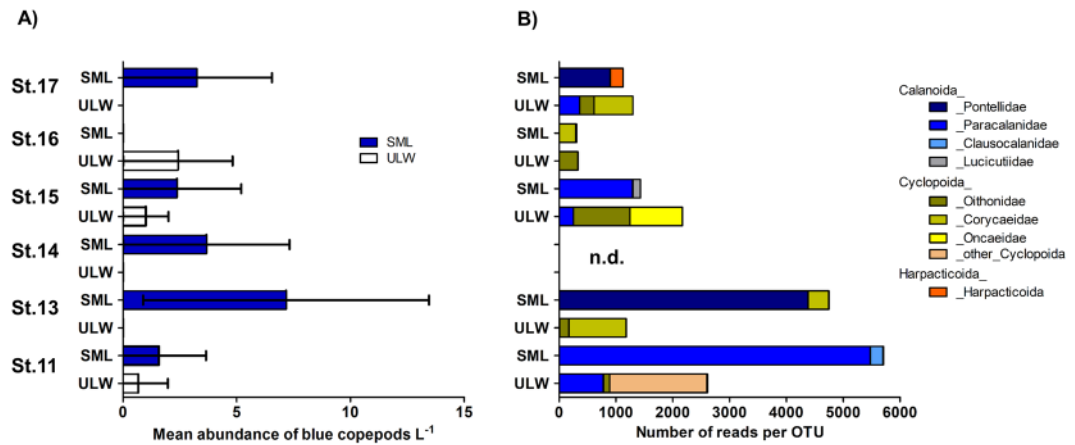 A)
St.17
SML
ULW
St.16
SML
ULW
St.15
SML
ULW
St.14
SML
ULW
St.13
SML
ULW
St.11
SML
ULW
SML
ULW
0 5 10 15
Mean abundance of blue copepods L⁻¹
B)
SML
ULW
SML
ULW
SML
ULW
n.d.
SML
ULW
SML
ULW
0 1000 2000 3000 4000 5000 6000
Number of reads per OTU
Calanoida_
_Pontellidae
_Paracalanidae
_Clausocalanidae
_Lucicutiidae
Cyclopoida_
_Oithonidae
_Corycaeidae
_Oncaeidae
_other_Cyclopoida
Harpacticoida_
_Harpacticoida